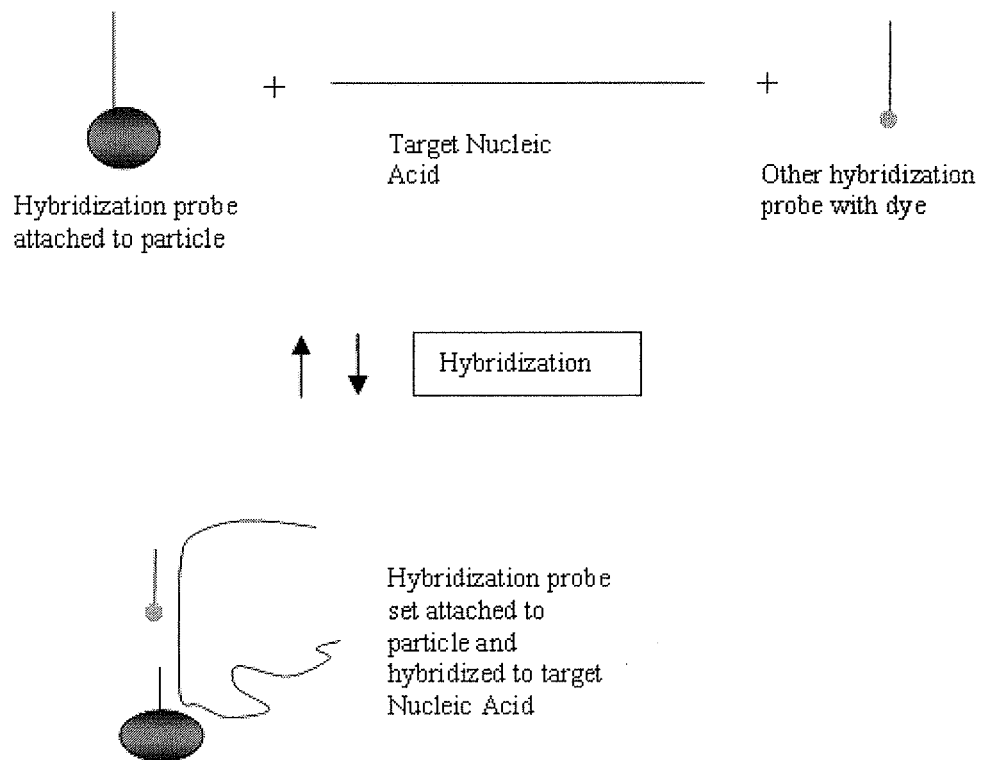 +
+
Target Nucleic
Acid
Hybridization probe
attached to particle
Other hybridization
probe with dye
Hybridization
Hybridization probe
set attached to
particle and
hybridized to target
Nucleic Acid